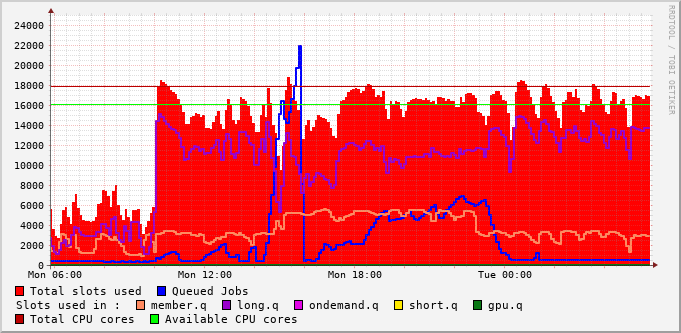 24000
22000
20000
18000
16000
14000
12000
10000
8000
6000
4000
2000
0
Mon 06:00 Mon 12:00 Mon 18:00 Tue 00:00
RRDTOOL / TOBI OETIKER
Total slots used Queued Jobs
Slots used in : member.q long.q ondemand.q short.q gpu.q
Total CPU cores Available CPU cores